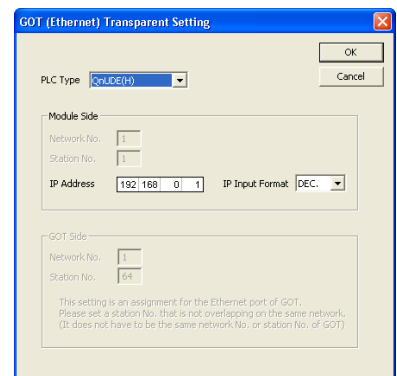 GOT (Ethernet) Transparent Setting
OK
PLC Type QnUDE(H) Cancel
Module Side
Network No. 1
Station No. 1
IP Address 192 168 0 1 IP Input Format DEC.
GOT Side
Network No. 1
Station No. 64
This setting is an assignment for the Ethernet port of GOT.
Please set a station No. that is not overlapping on the same network.
(It does not have to be the same network No. or station No. of GOT)